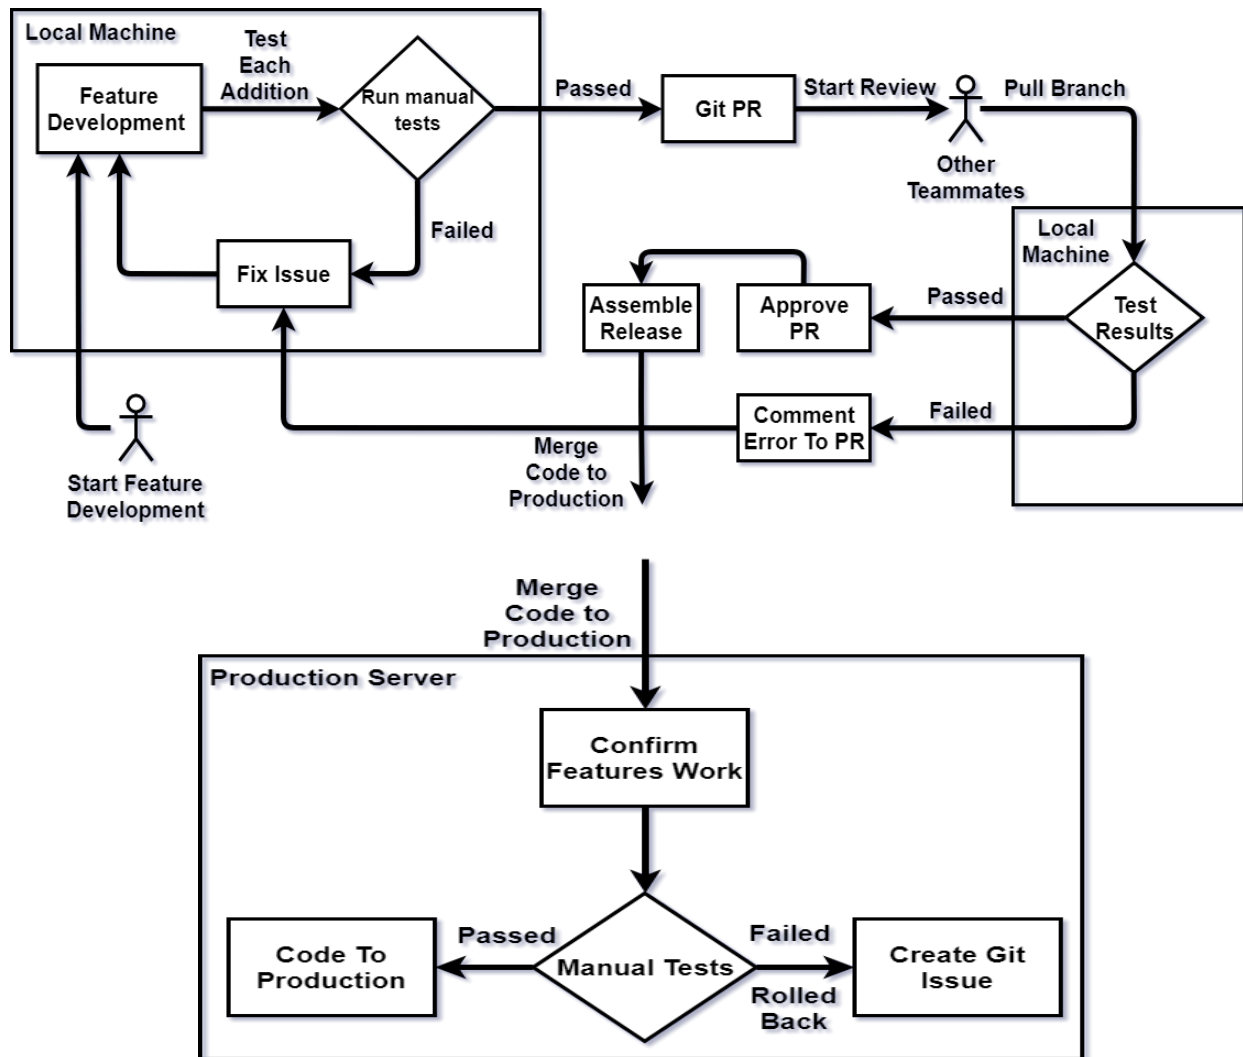 Local Machine
Feature
Development
Test
Each
Addition
Run manual
tests
Passed
Git PR
Start Review
Other
Teammates
Pull Branch
Failed
Fix Issue
Local
Machine
Test
Results
Passed
Approve
PR
Assemble
Release
Failed
Comment
Error To PR
Merge
Code to
Production
Start Feature
Development
Merge
Code to
Production
Production Server
Confirm
Features Work
Manual Tests
Passed
Code To
Production
Failed
Rolled
Back
Create Git
Issue